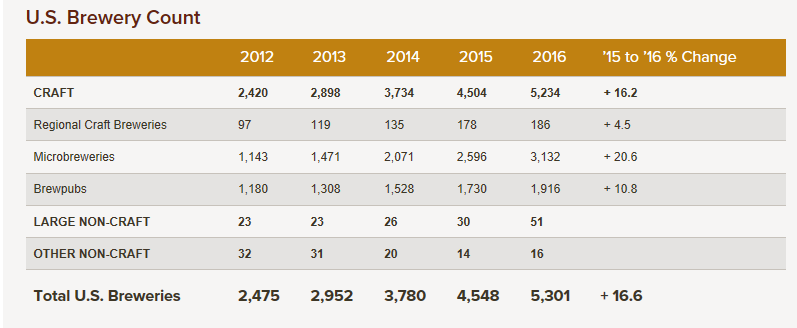 U.S. Brewery Count
2012 2013 2014 2015 2016 ’15 to ’16 % Change
CRAFT 2,420 2,898 3,734 4,504 5,234 + 16.2
Regional Craft Breweries 97 119 135 178 186 + 4.5
Microbreweries 1,143 1,471 2,071 2,596 3,132 + 20.6
Brewpubs 1,180 1,308 1,528 1,730 1,916 + 10.8
LARGE NON-CRAFT 23 23 26 30 51
OTHER NON-CRAFT 32 31 20 14 16
Total U.S. Breweries 2,475 2,952 3,780 4,548 5,301 + 16.6